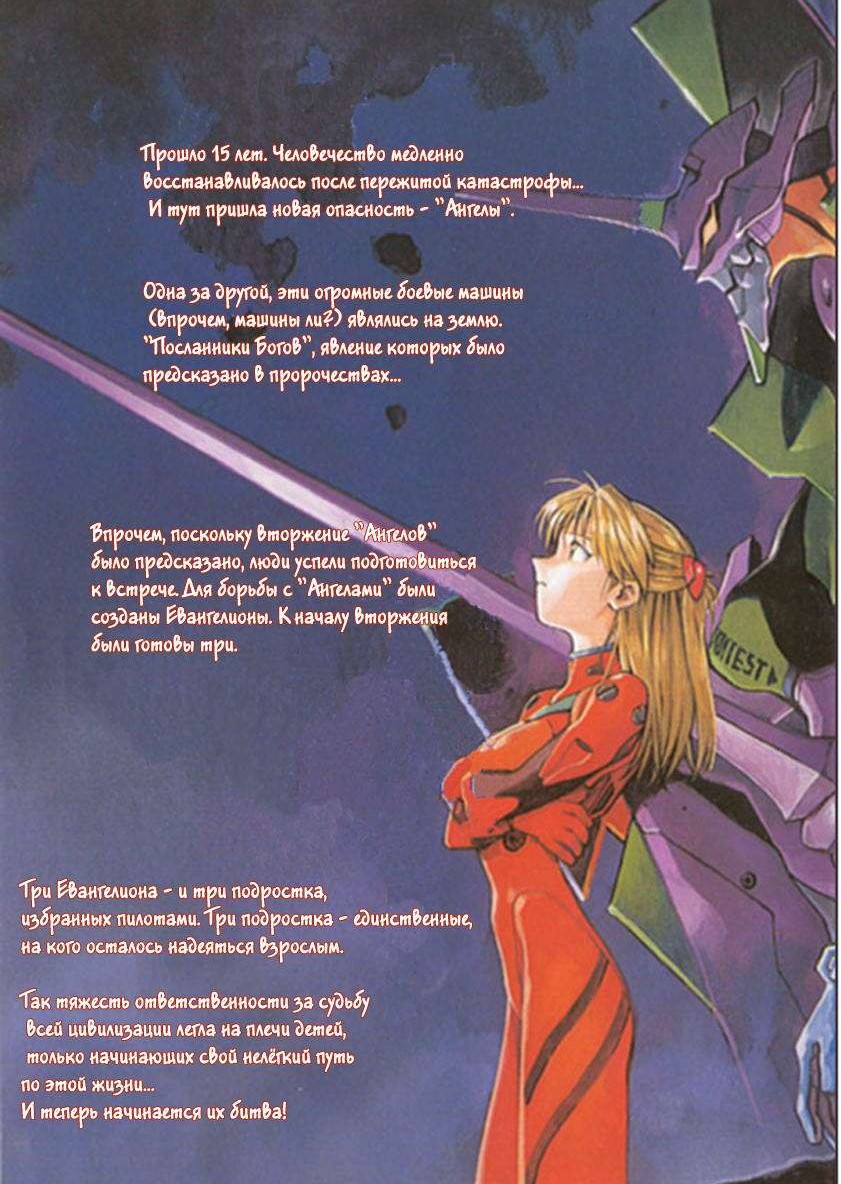 Прошло 15 лет. Человечество медленно
восстанавливалось после пережитой катастрофы...
И тут пришла новая опасность - "Ангелы".
Одна за другой, эти огромные боевые машины
(впрочем, машины ли?) являлись на землю.
"Посланники Богов", явление которых было
предсказано в пророчествах...
Впрочем, поскольку вторжение "Ангелов"
было предсказано, люди успели подготовиться
к встрече. Для борьбы с "Ангелами" были
созданы Евангелионы. К началу вторжения
были готовы три.
Три Евангелиона - и три подростка,
избранных пилотами. Три подростка - единственные,
на кого осталось надеяться взрослым.
Так тяжесть ответственности за судьбу
всей цивилизации легла на плечи детей,
только начинающих свой нелёгкий путь
по этой жизни...
И теперь начинается их битва!